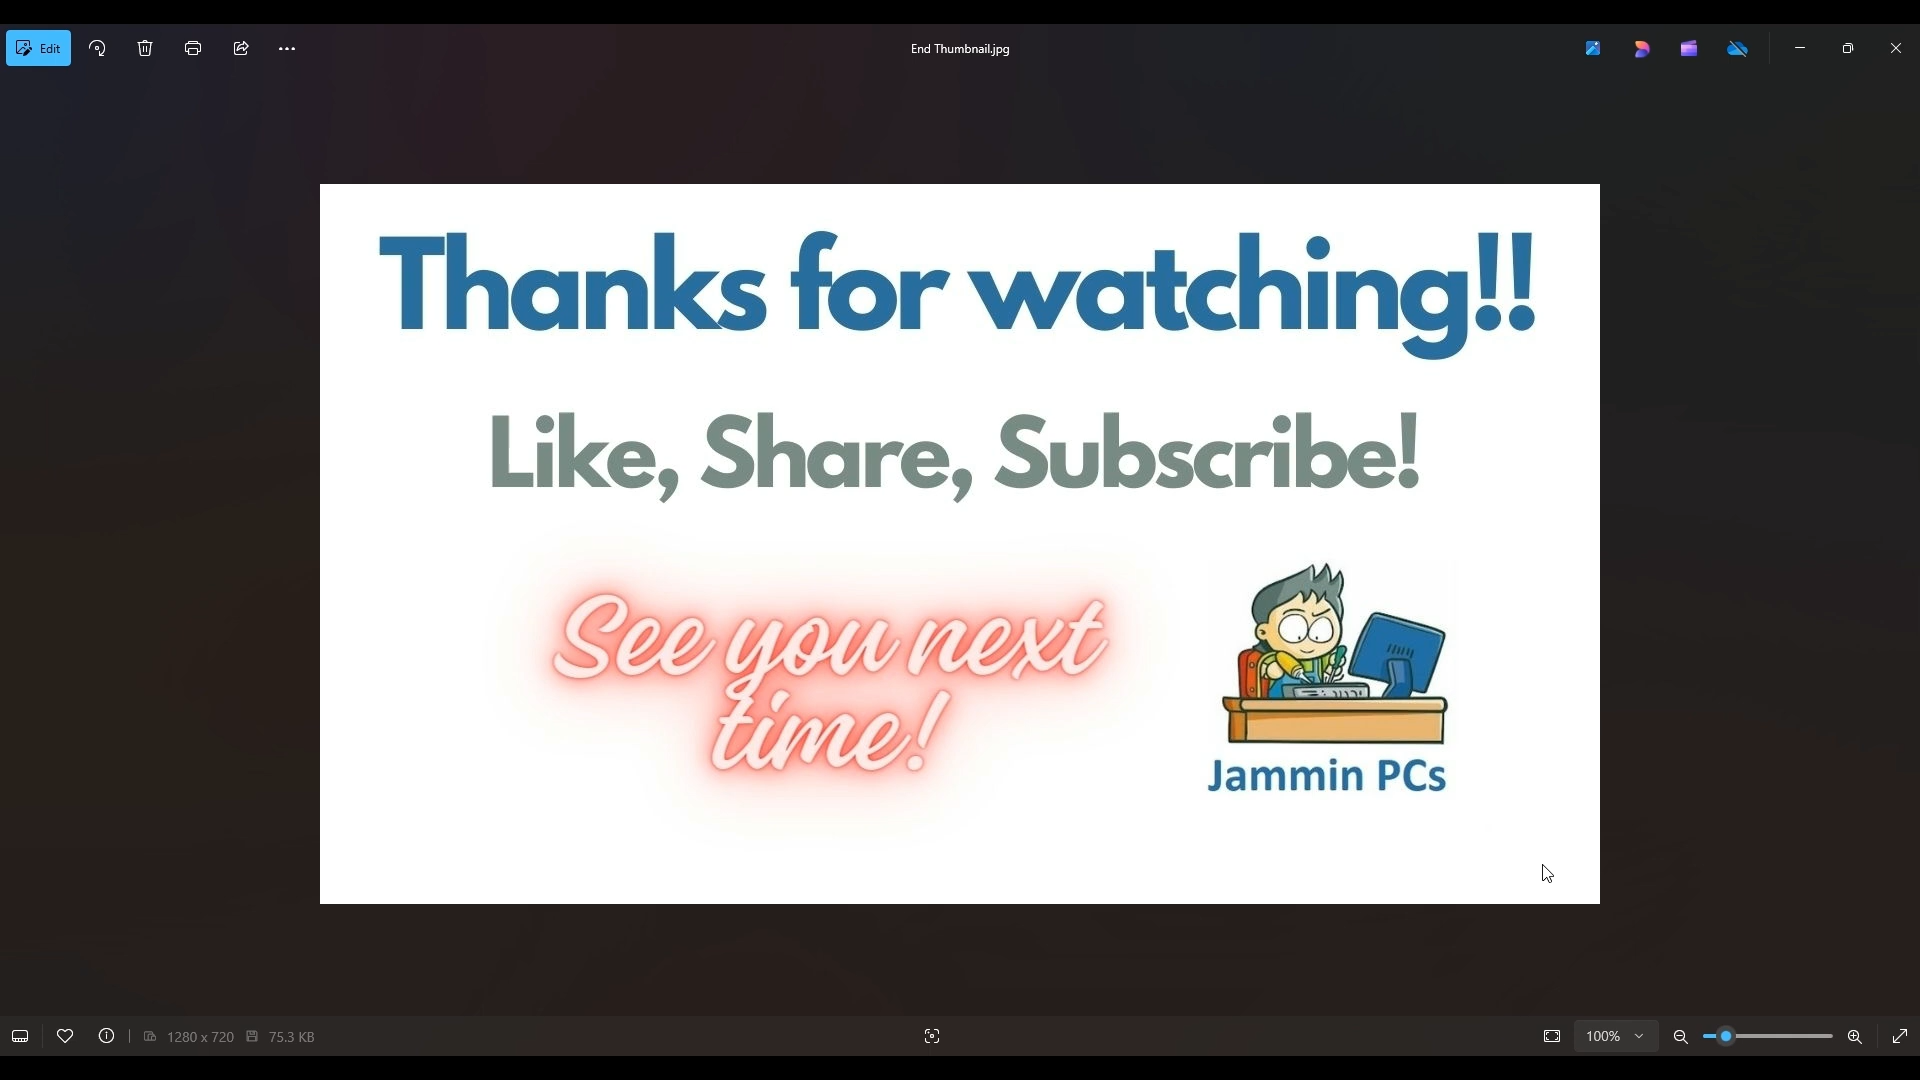 Edit
End Thumbnail.jpg
Thanks for watching!!
Like, Share, Subscribe!
See you next
time!
Jammin PCs
1280 x 720
75.3 KB
100%